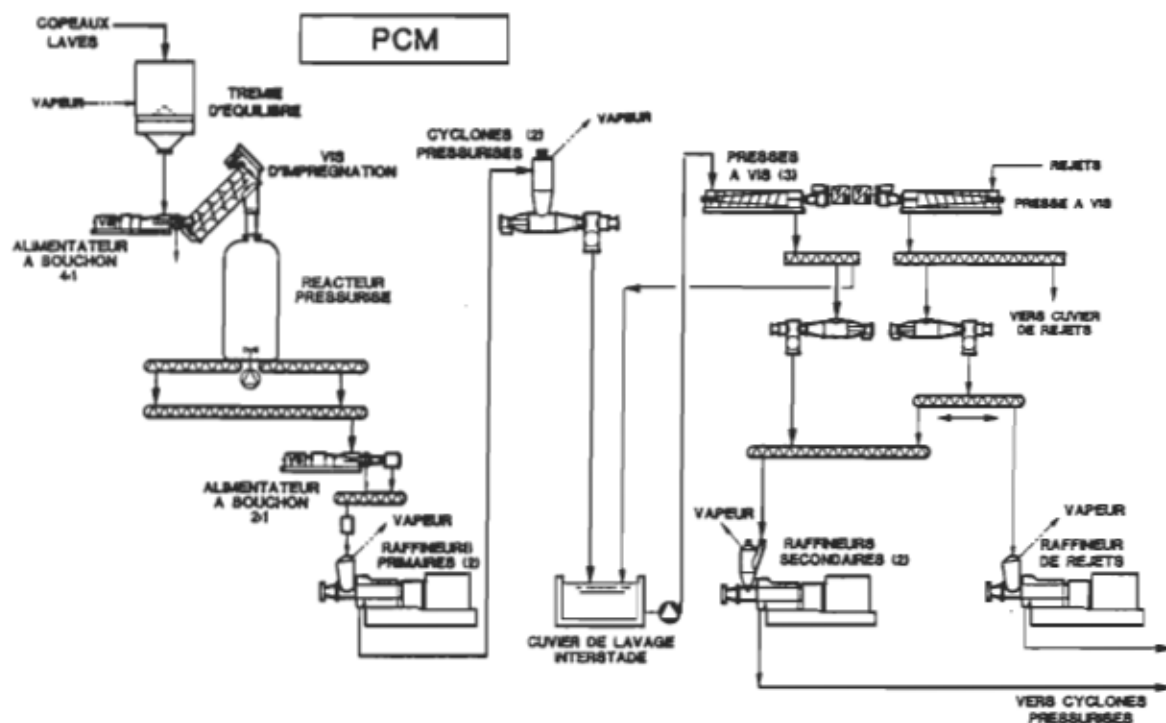 COPEAUX
LAVES
PCM
VAPEUR
TREMIE
D'EQUILIBRE
VIS
D'IMPREGNATION
ALIMENTATEUR
A BOUCHON
4:1
REACTEUR
PRESSURISE
ALIMENTATEUR
A BOUCHON
2:1
VAPEUR
RAFFINEURS
PRIMAIRES (2)
CYCLONES (2)
PRESSURISES
VAPEUR
CUVIER DE LAVAGE
INTERSTADE
PRESSES
A VIS (3)
REJETS
PRESSE A VIS
VERS CUVIER
DE REJETS
VAPEUR
RAFFINEURS
SECONDAIRES (2)
VAPEUR
RAFFINEUR
DE REJETS
VERS CYCLONES
PRESSURISES